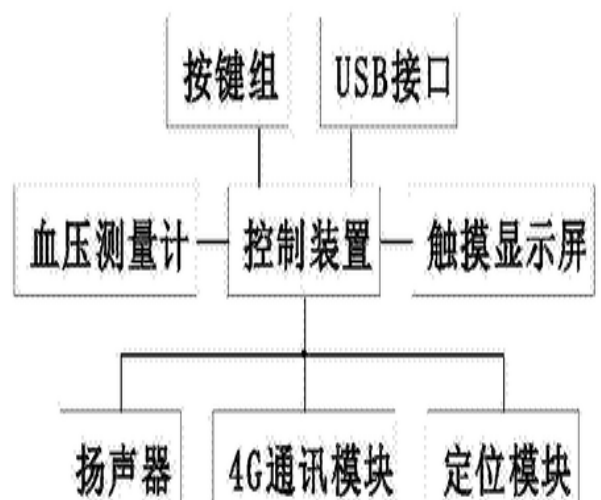 按键组
USB接口
血压测量计
控制装置
触摸显示屏
扬声器
4G通讯模块
定位模块